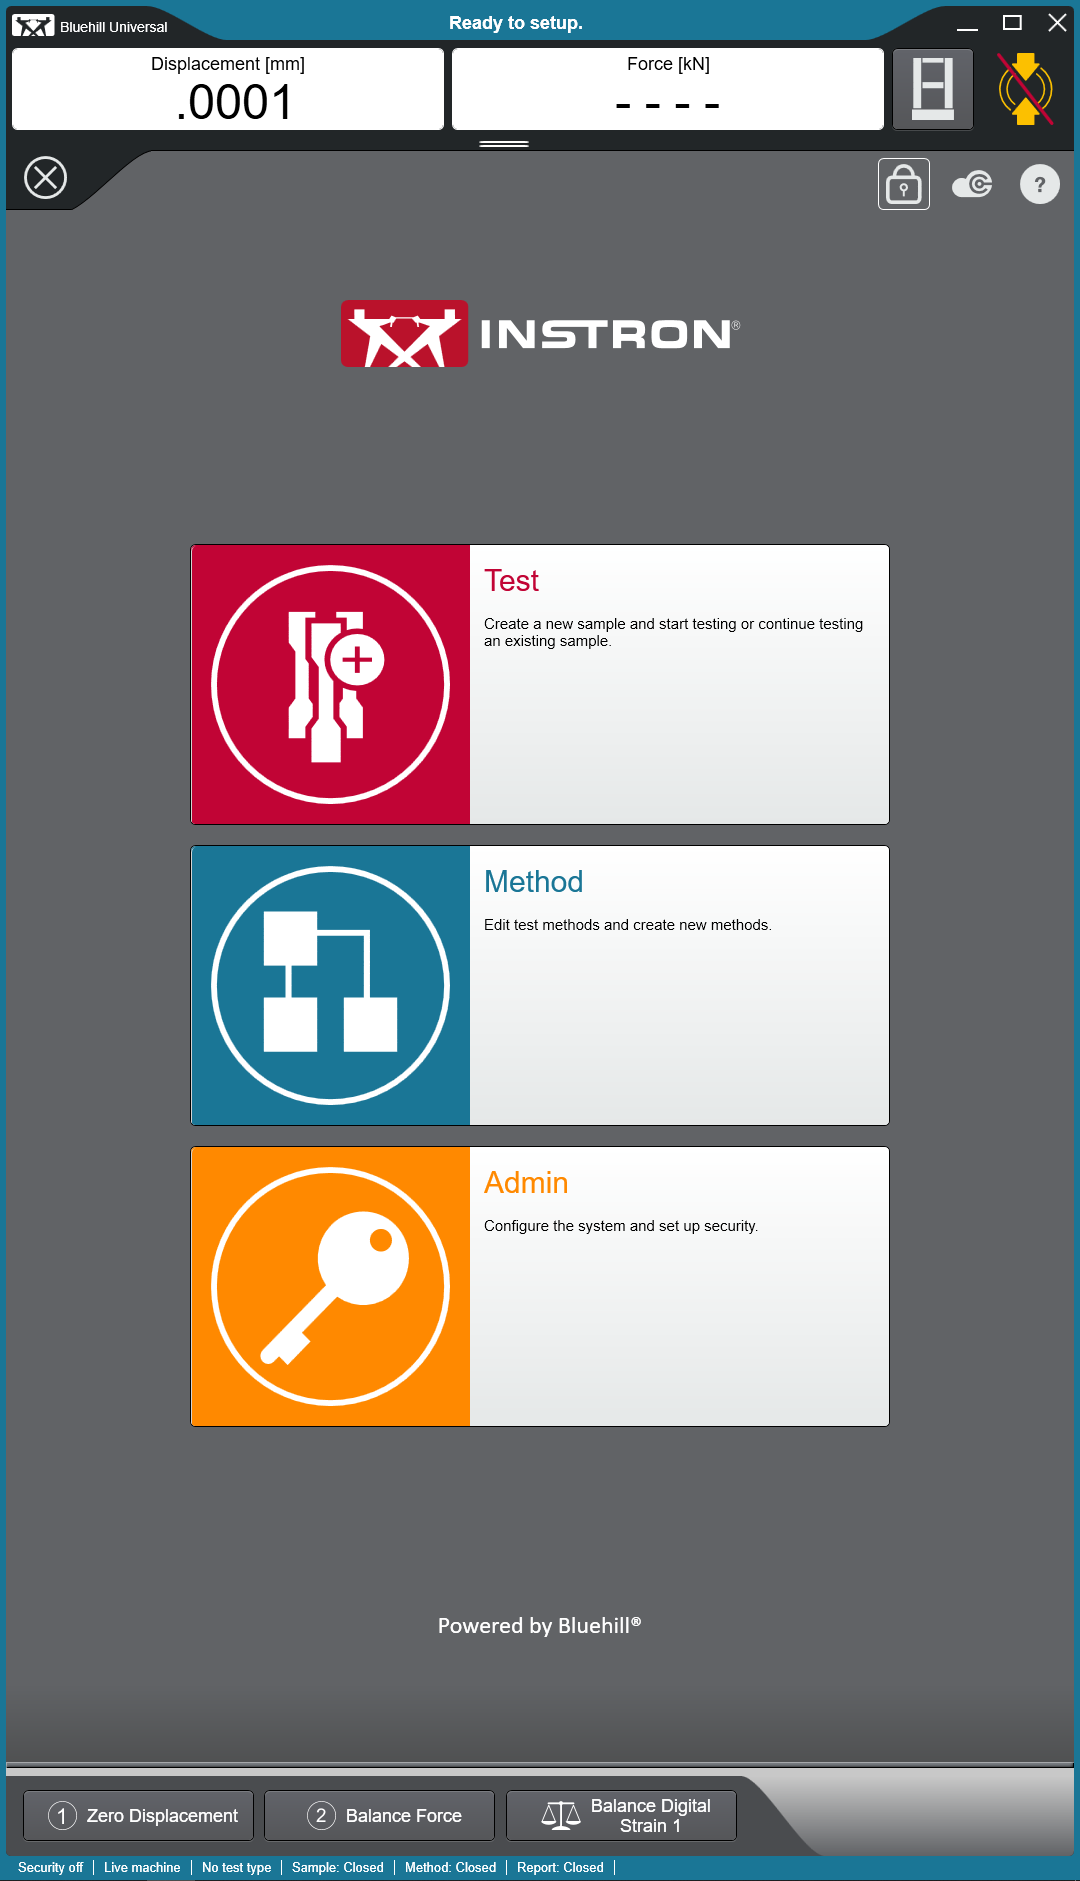 Bluehill Universal
Ready to setup.
Displacement [mm]
.0001
Force [kN]
- - - -
?
INSTRON®
Test
Create a new sample and start testing or continue testing
an existing sample.
Method
Edit test methods and create new methods.
Admin
Configure the system and set up security.
Powered by Bluehill®
1 Zero Displacement
2 Balance Force
Balance Digital
Strain 1
Security off | Live machine | No test type | Sample: Closed | Method: Closed | Report: Closed |